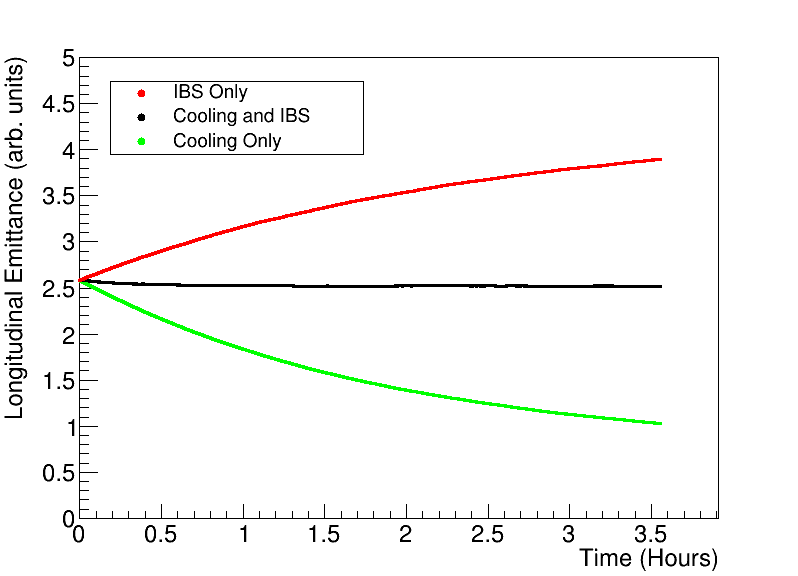 Longitudinal Emittance (arb. units)
5
4.5
4
3.5
3
2.5
2
1.5
1
0.5
0
IBS Only
Cooling and IBS
Cooling Only
0 0.5 1 1.5 2 2.5 3 3.5
Time (Hours)